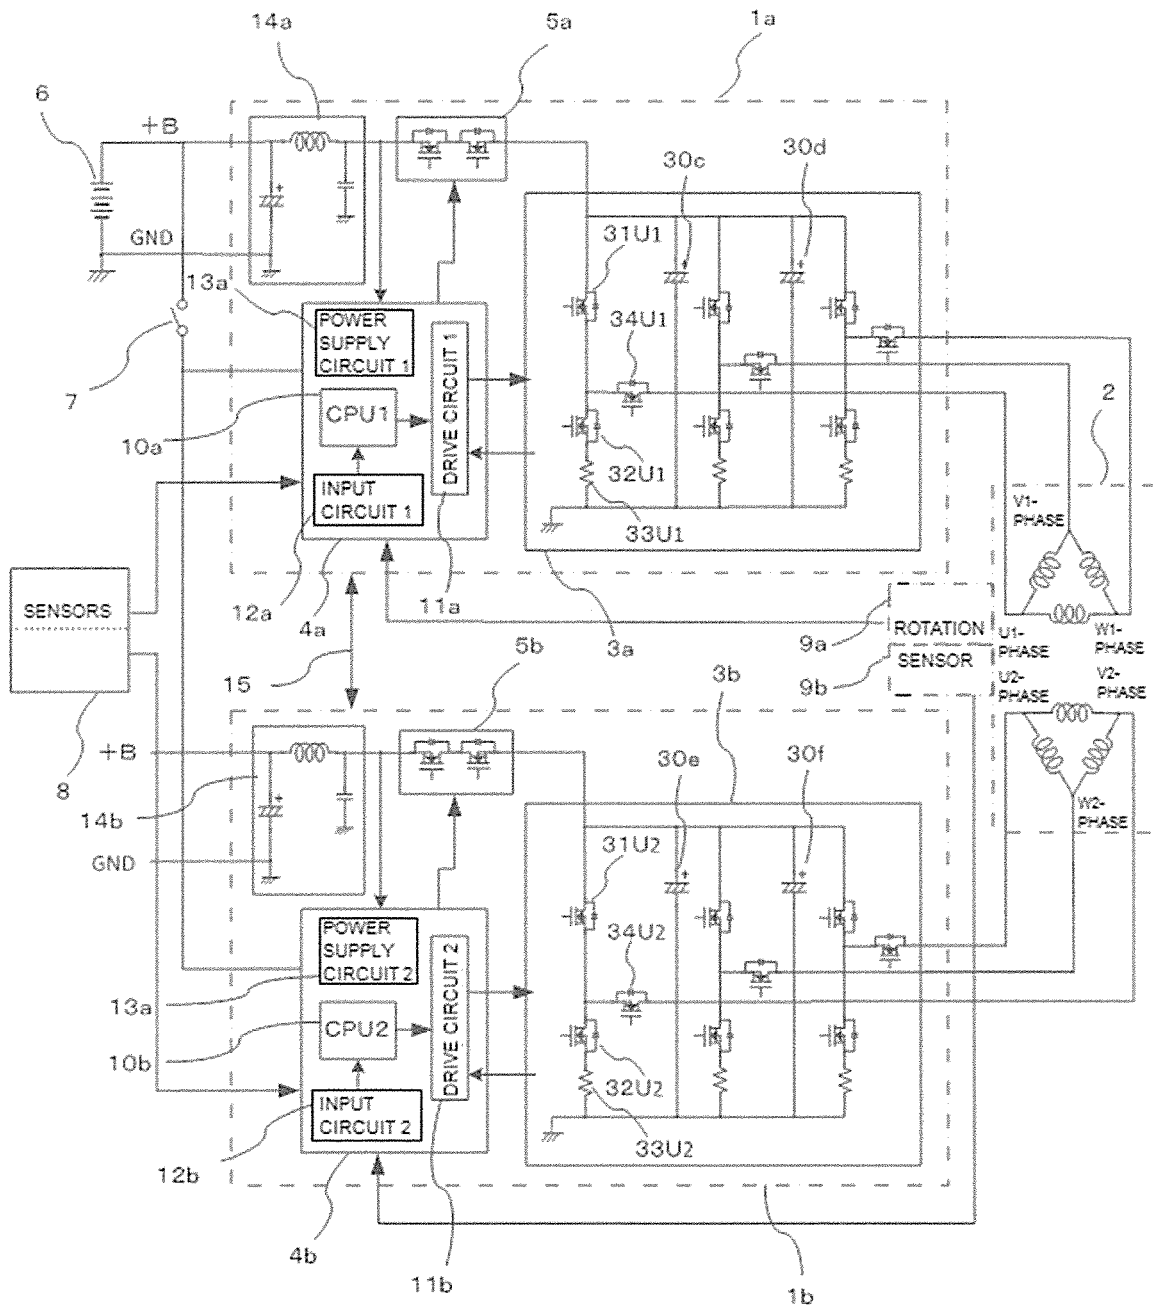 14a
5a
1a
6
+B
30c
30d
GND
31U1
13a
34U1
POWER
SUPPLY
CIRCUIT 1
DRIVE CIRCUIT 1
7
CPU1
2
10a
32U1
INPUT
CIRCUIT 1
33U1
V1-
PHASE
SENSORS
12a
4a
11a
3a
9a
ROTATION
U1-
PHASE
W1-
PHASE
5b
SENSOR
15
9b
3b
U2-
PHASE
V2-
PHASE
+B
8
30e
30f
14b
W2-
PHASE
GND
31U2
POWER
SUPPLY
CIRCUIT 2
DRIVE CIRCUIT 2
34U2
13a
CPU2
10b
32U2
INPUT
CIRCUIT 2
33U2
12b
4b
11b
1b